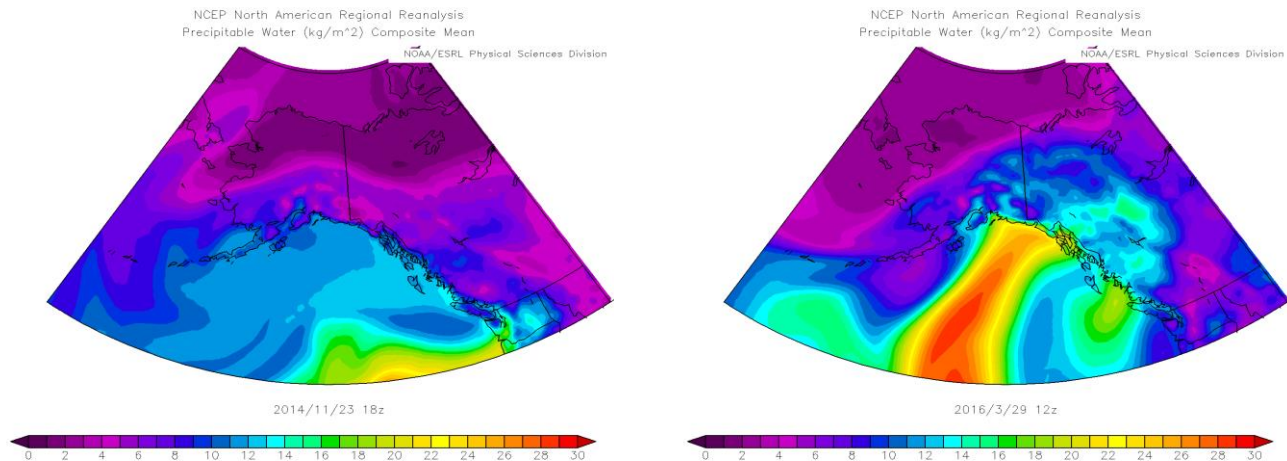 NCEP North American Regional Reanalysis
Precipitable Water (kg/m^2) Composite Mean
NOAA/ESRL Physical Sciences Division
2014/11/23 18z
0 2 4 6 8 10 12 14 16 18 20 22 24 26 28 30
NCEP North American Regional Reanalysis
Precipitable Water (kg/m^2) Composite Mean
NOAA/ESRL Physical Sciences Division
2016/3/29 12z
0 2 4 6 8 10 12 14 16 18 20 22 24 26 28 30